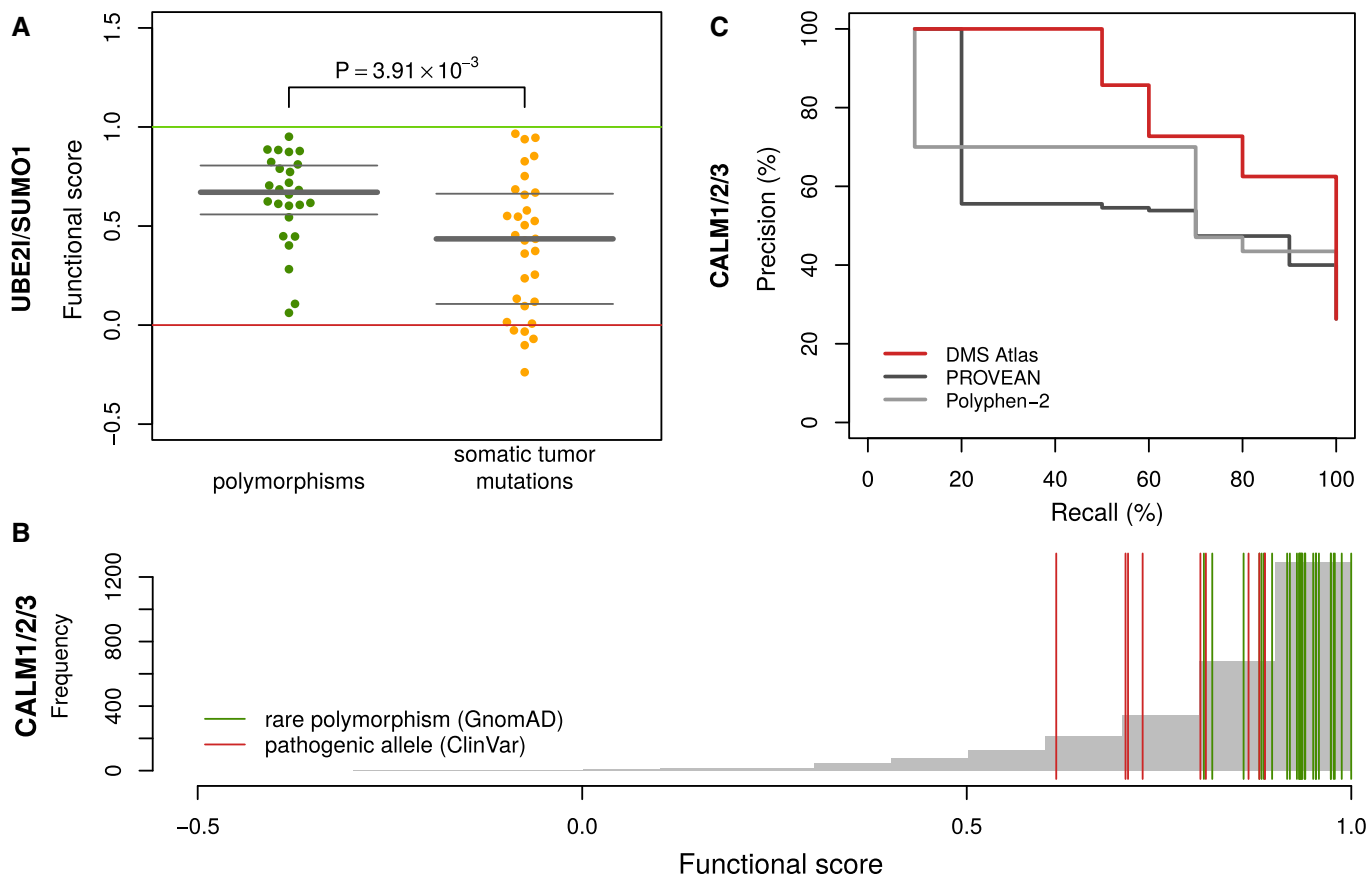 A
UBE2I/SUMO1
Functional score
1.5
1.0
0.5
0.0
−0.5
P = 3.91 × 10−3
polymorphisms
somatic tumor
mutations
C
CALM1/2/3
Precision (%)
100
80
60
40
20
0
DMS Atlas
PROVEAN
Polyphen−2
0 20 40 60 80 100
Recall (%)
B
CALM1/2/3
Frequency
1200
800
400
0
rare polymorphism (GnomAD)
pathogenic allele (ClinVar)
−0.5 0.0 0.5 1.0
Functional score